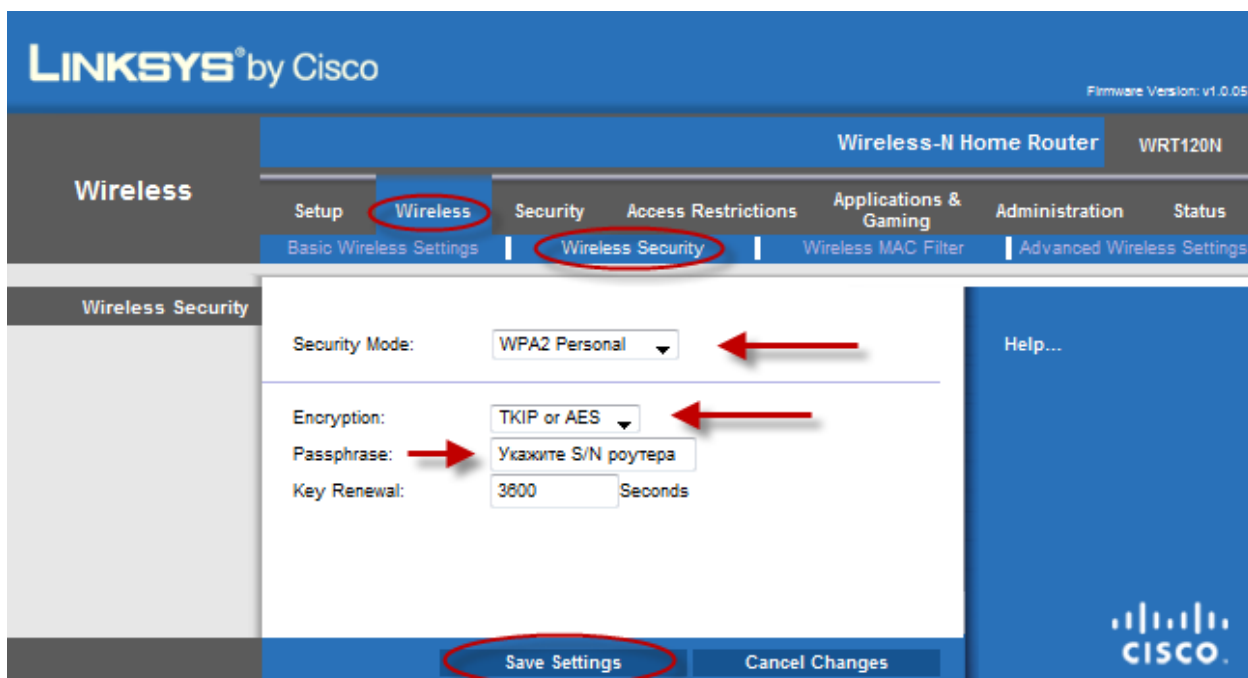 LINKSYS® by Cisco
Firmware Version: v1.0.05
Wireless-N Home Router WRT120N
Wireless
Setup Wireless Security Access Restrictions Applications & Gaming Administration Status
Basic Wireless Settings Wireless Security Wireless MAC Filter Advanced Wireless Settings
Wireless Security
Security Mode: WPA2 Personal
Help...
Encryption: TKIP or AES
Passphrase: Укажите S/N роутера
Key Renewal: 3600 Seconds
Save Settings Cancel Changes
CISCO.